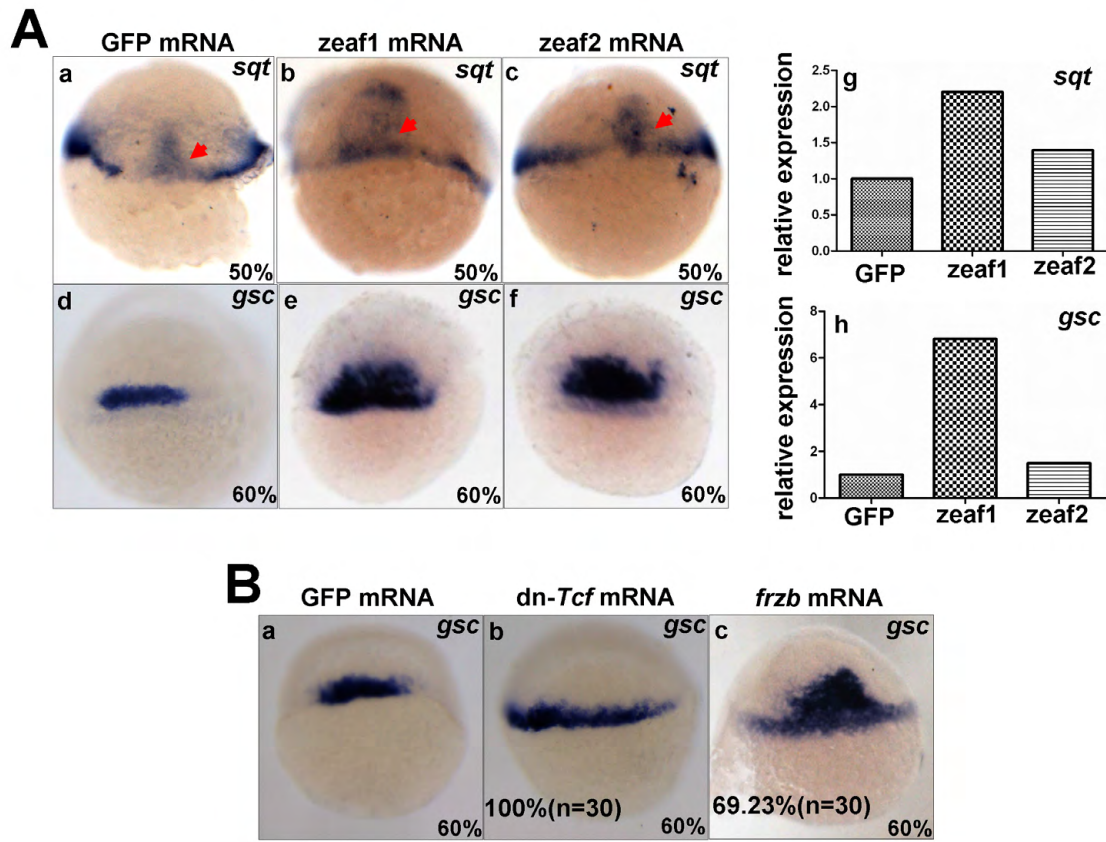 A
GFP mRNA
zeaf1 mRNA
zeaf2 mRNA
a
sqt
50%
b
sqt
50%
c
sqt
50%
d
gsc
60%
e
gsc
60%
f
gsc
60%
g
sqt
relative expression
2.5
2.0
1.5
1.0
0.5
0.0
GFP
zeaf1
zeaf2
h
gsc
relative expression
8
6
4
2
0
GFP
zeaf1
zeaf2
B
GFP mRNA
dn-Tcf mRNA
frzb mRNA
a
gsc
60%
b
gsc
100%(n=30)
60%
c
gsc
69.23%(n=30)
60%